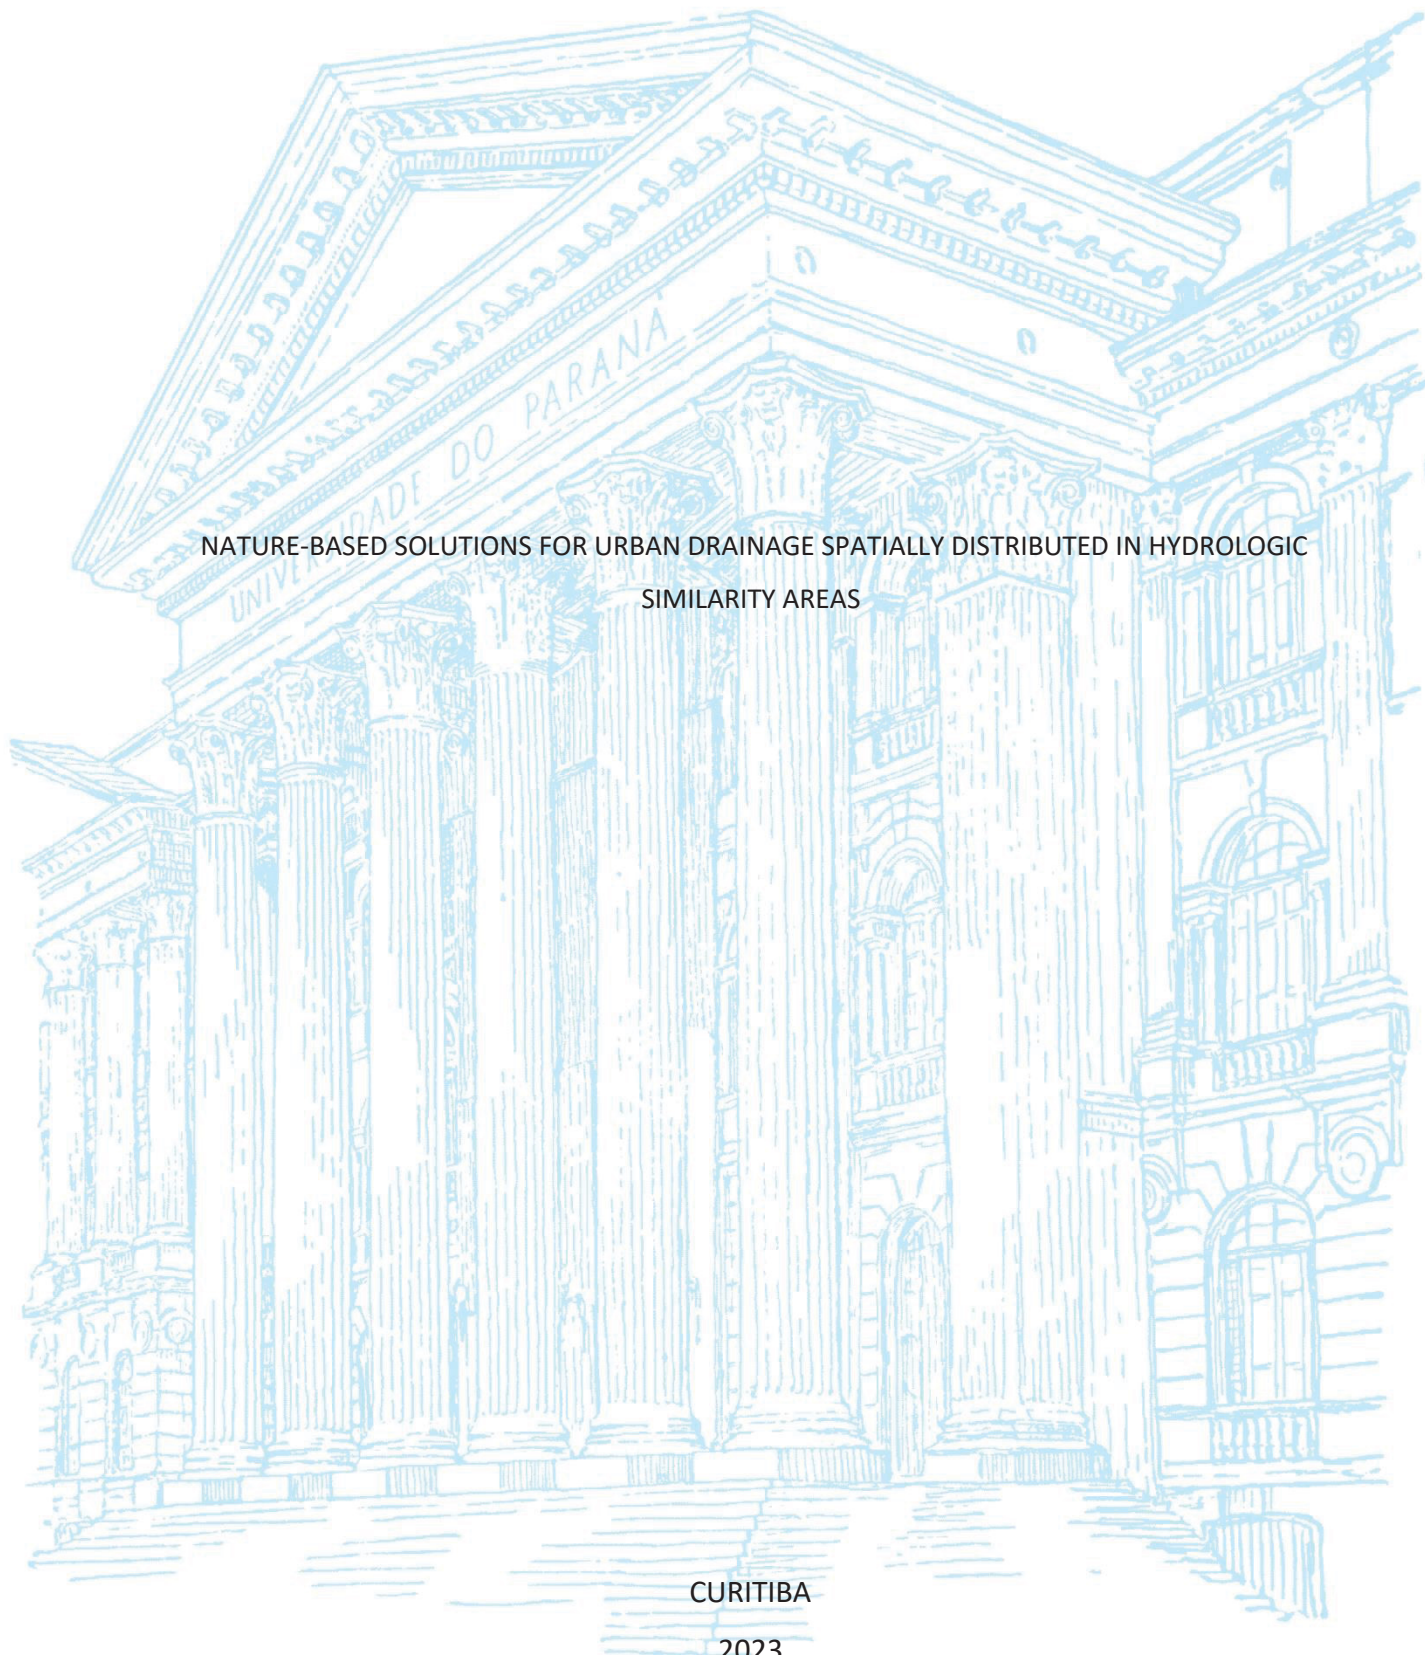 UNIVERSIDADE DO PARANÁ
NATURE-BASED SOLUTIONS FOR URBAN DRAINAGE SPATIALLY DISTRIBUTED IN HYDROLOGIC
SIMILARITY AREAS
CURITIBA
2023